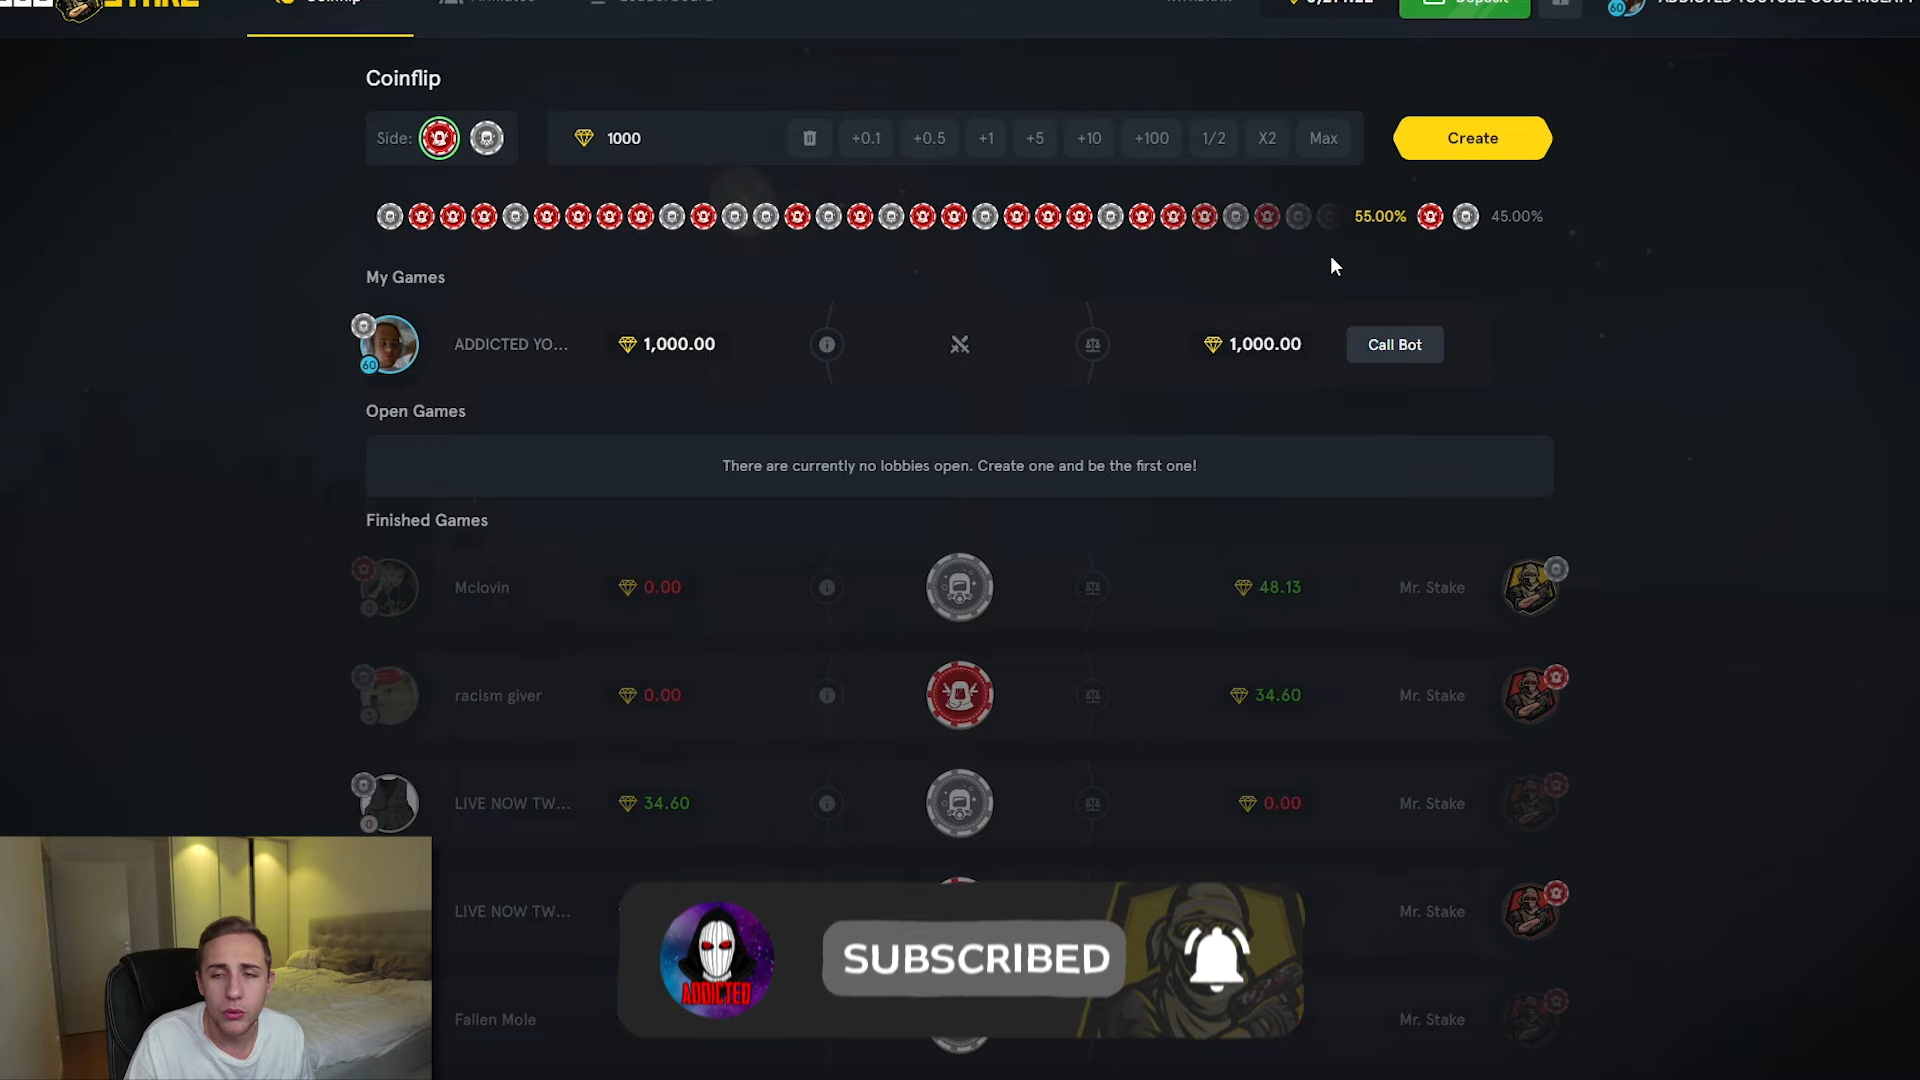 Coinflip
Side: 1000 +0.1 +0.5 +1 +5 +10 +100 1/2 X2 Max Create
55.00% 45.00%
My Games
60 ADDICTED YO... 1,000.00 1,000.00 Call Bot
Open Games
There are currently no lobbies open. Create one and be the first one!
Finished Games
Mclovin 0.00 48.13 Mr. Stake
racism giver 0.00 34.60 Mr. Stake
3
LIVE NOW TW... 34.60 0.00 Mr. Stake
0
LIVE NOW TW... Mr. Stake
SUBSCRIBED
ADDICTED
Fallen Mole Mr. Stake